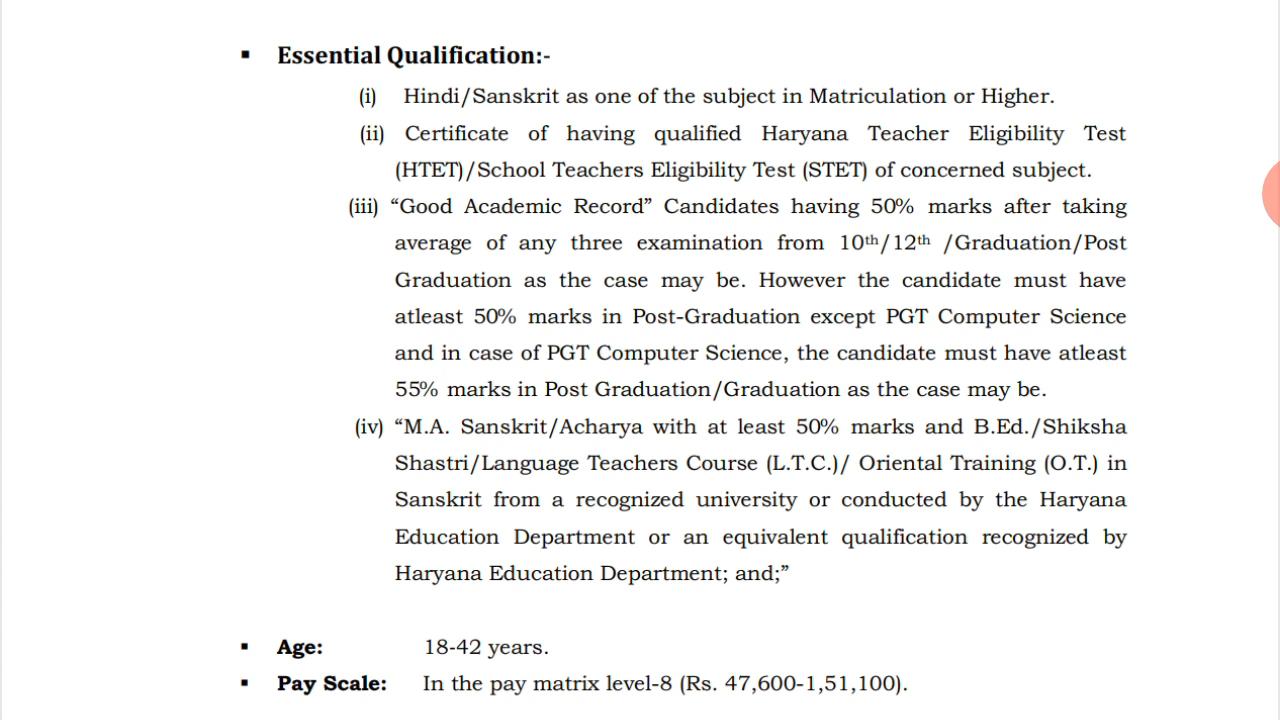 ▪ Essential Qualification:-
(i) Hindi/Sanskrit as one of the subject in Matriculation or Higher.
(ii) Certificate of having qualified Haryana Teacher Eligibility Test
(HTET)/School Teachers Eligibility Test (STET) of concerned subject.
(iii) “Good Academic Record” Candidates having 50% marks after taking
average of any three examination from 10th/12th /Graduation/Post
Graduation as the case may be. However the candidate must have
atleast 50% marks in Post-Graduation except PGT Computer Science
and in case of PGT Computer Science, the candidate must have atleast
55% marks in Post Graduation/Graduation as the case may be.
(iv) “M.A. Sanskrit/Acharya with at least 50% marks and B.Ed./Shiksha
Shastri/Language Teachers Course (L.T.C.)/ Oriental Training (O.T.) in
Sanskrit from a recognized university or conducted by the Haryana
Education Department or an equivalent qualification recognized by
Haryana Education Department; and;”
▪ Age: 18-42 years.
▪ Pay Scale: In the pay matrix level-8 (Rs. 47,600-1,51,100).